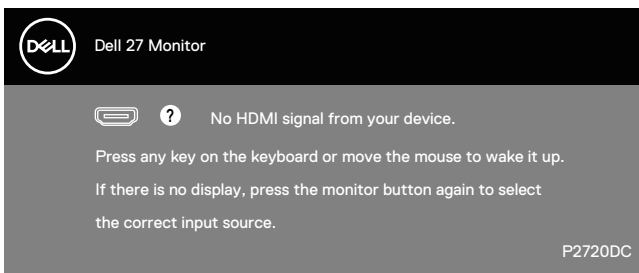 DELL
Dell 27 Monitor
? No HDMI signal from your device.
Press any key on the keyboard or move the mouse to wake it up.
If there is no display, press the monitor button again to select
the correct input source.
P2720DC